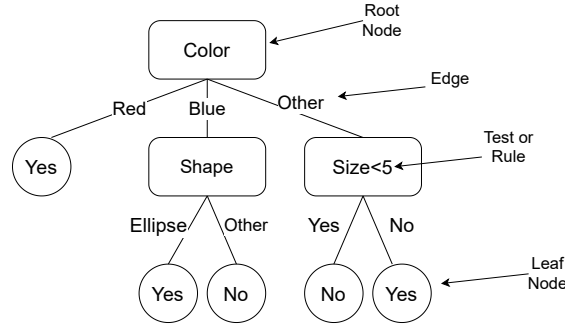 Root
Node
Color
Edge
Red
Blue
Other
Test or
Rule
Yes
Shape
Size<5
Ellipse
Other
Yes
No
Leaf
Node
Yes
No
No
Yes